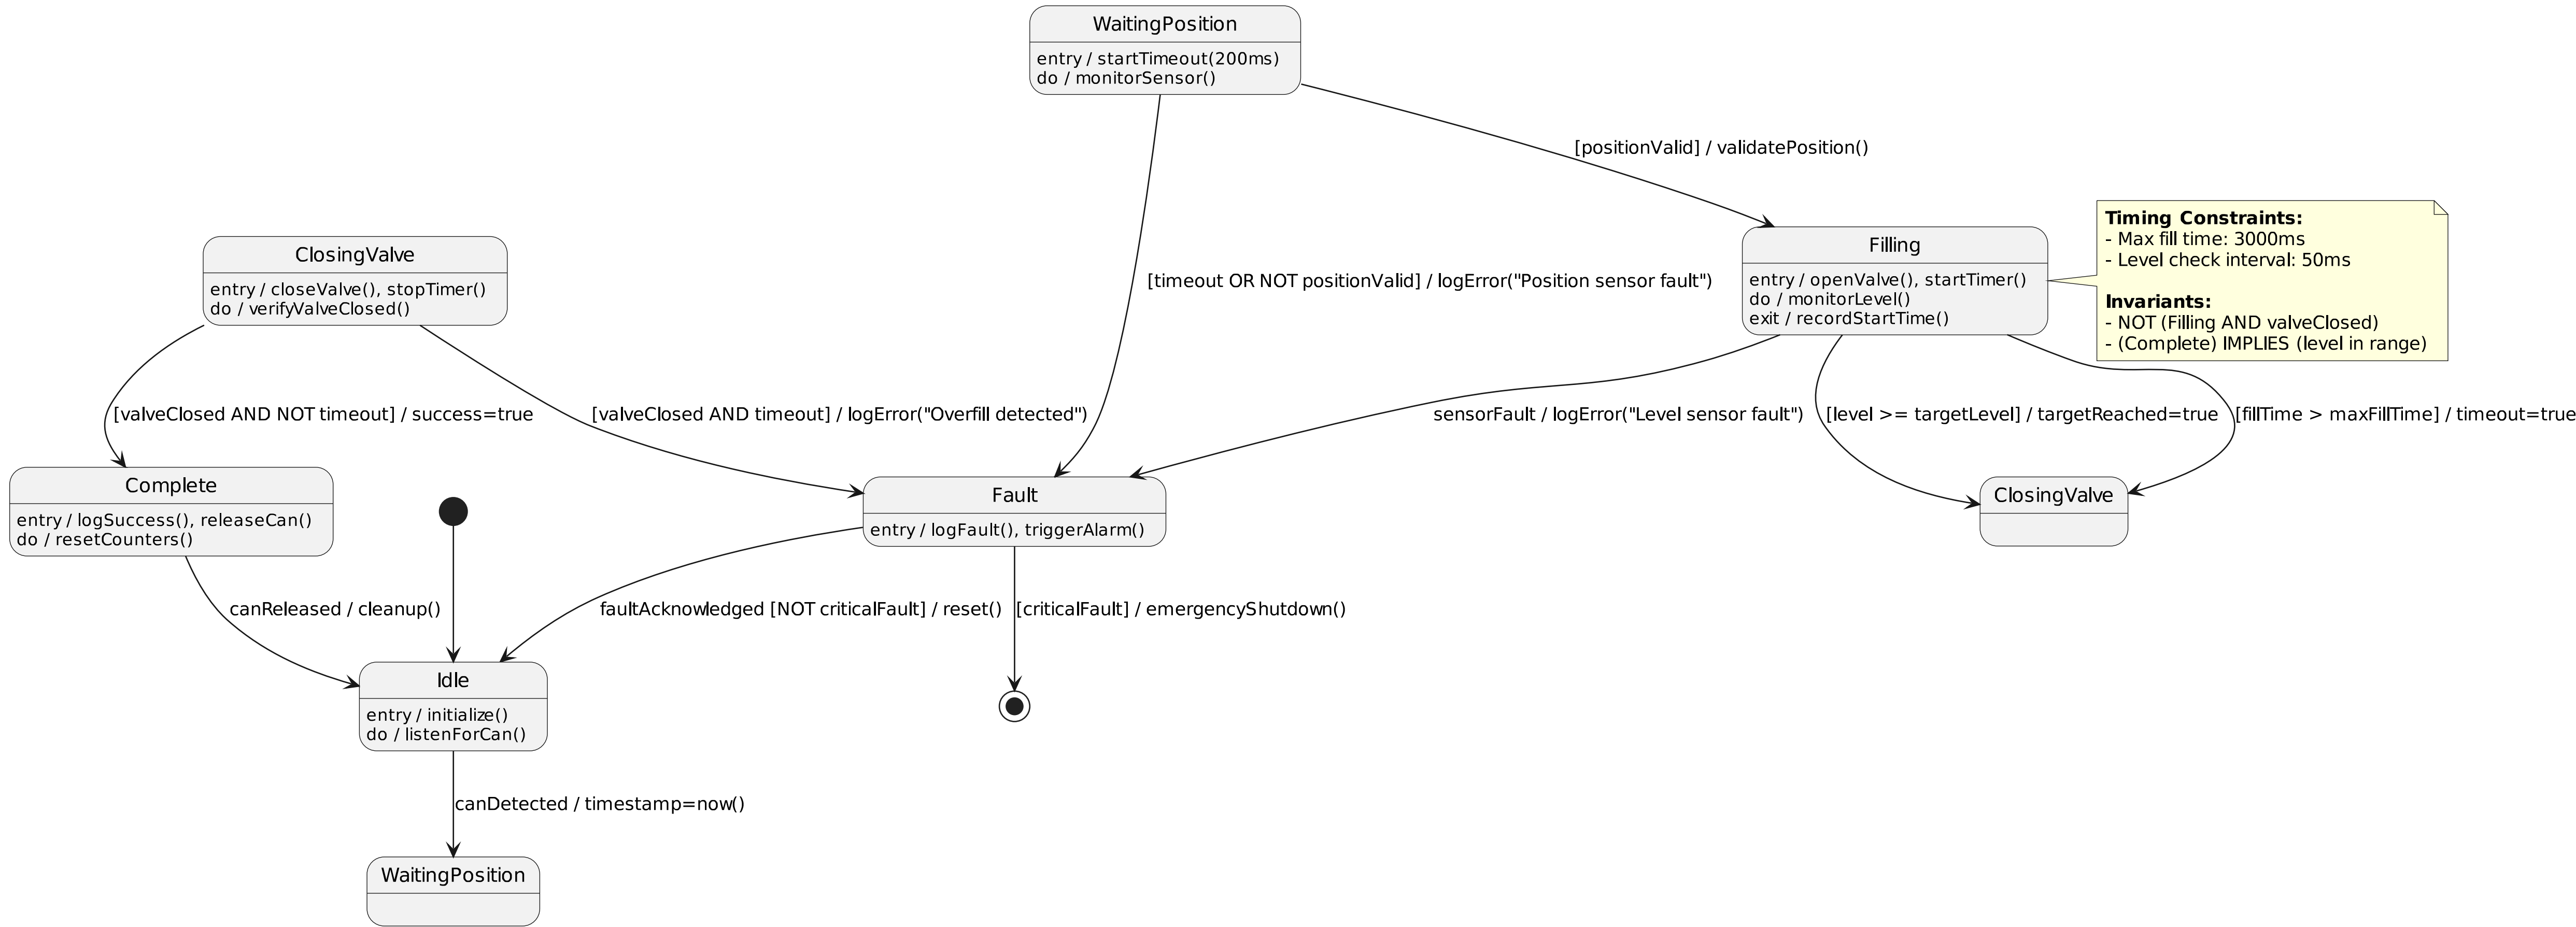 WaitingPosition
entry / startTimeout(200ms)
do / monitorSensor()
[positionValid] / validatePosition()
ClosingValve
entry / closeValve(), stopTimer()
do / verifyValveClosed()
[timeout OR NOT positionValid] / logError("Position sensor fault")
Filling
entry / openValve(), startTimer()
do / monitorLevel()
exit / recordStartTime()
Timing Constraints:
- Max fill time: 3000ms
- Level check interval: 50ms
Invariants:
- NOT (Filling AND valveClosed)
- (Complete) IMPLIES (level in range)
[valveClosed AND NOT timeout] / success=true
[valveClosed AND timeout] / logError("Overfill detected")
sensorFault / logError("Level sensor fault")
[level >= targetLevel] / targetReached=true
[fillTime > maxFillTime] / timeout=true
Complete
entry / logSuccess(), releaseCan()
do / resetCounters()
Fault
entry / logFault(), triggerAlarm()
ClosingValve
canReleased / cleanup()
faultAcknowledged [NOT criticalFault] / reset()
[criticalFault] / emergencyShutdown()
Idle
entry / initialize()
do / listenForCan()
canDetected / timestamp=now()
WaitingPosition